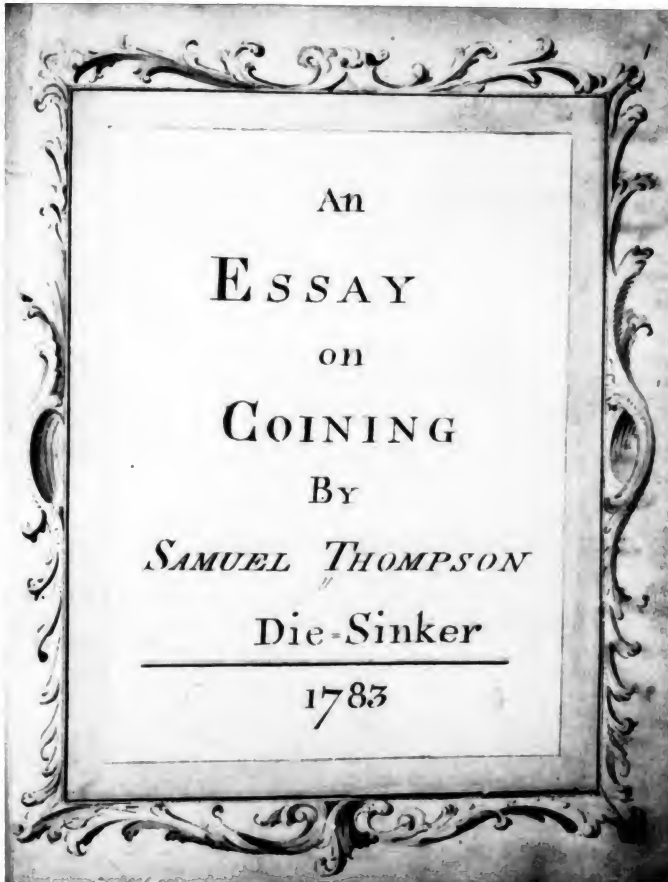 An
ESSAY
on
COINING
BY
SAMUEL THOMPSON
Die=Sinker
1783